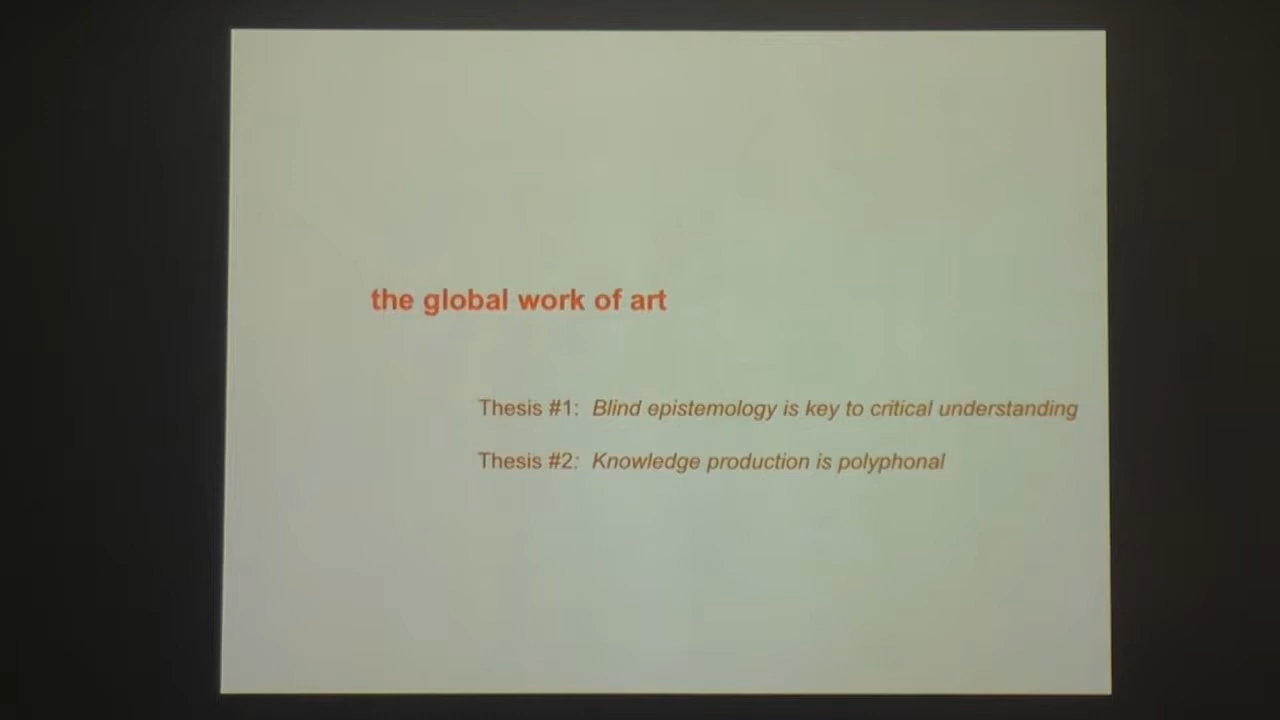 the global work of art
Thesis #1: Blind epistemology is key to critical understanding
Thesis #2: Knowledge production is polyphonal